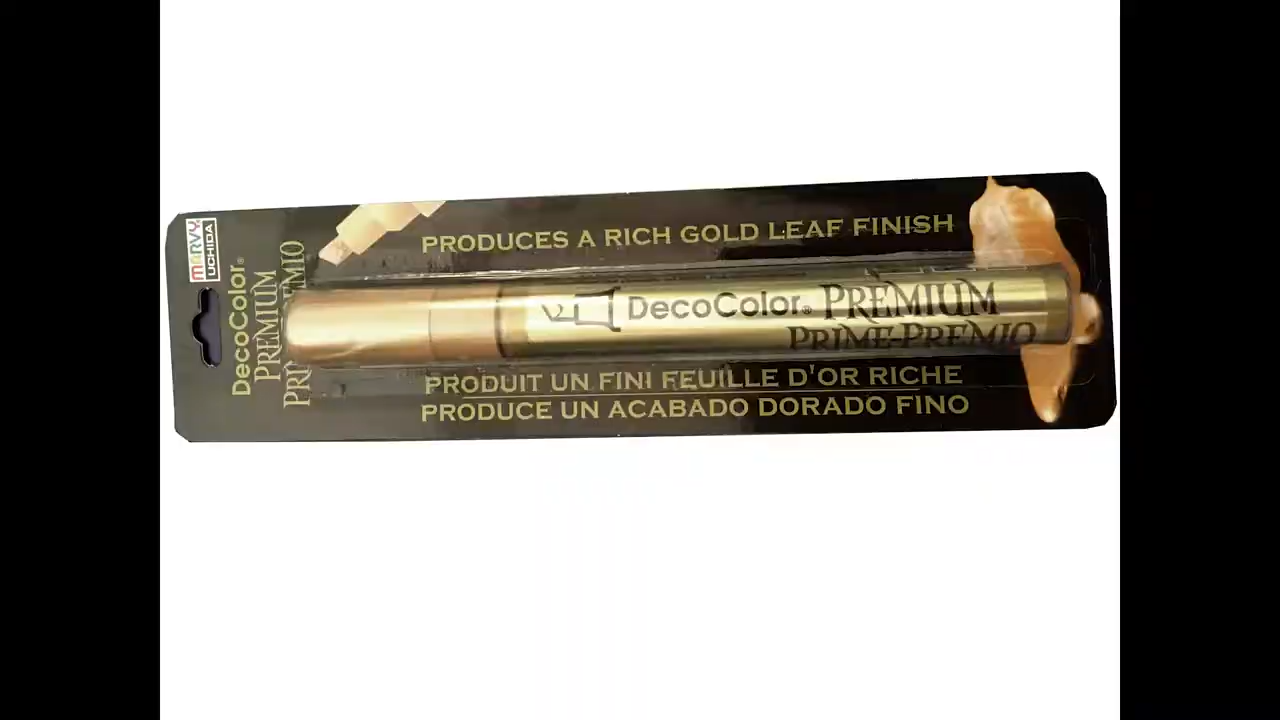 MARVY
UCHIDA
DecoColor®
PREMIUM
PRODUCES A RICH GOLD LEAF FINISH
DecoColor® PREMIUM
PRIME-PREMIO
PRODUIT UN FINI FEUILLE D'OR RICHE
PRODUCE UN ACABADO DORADO FINO